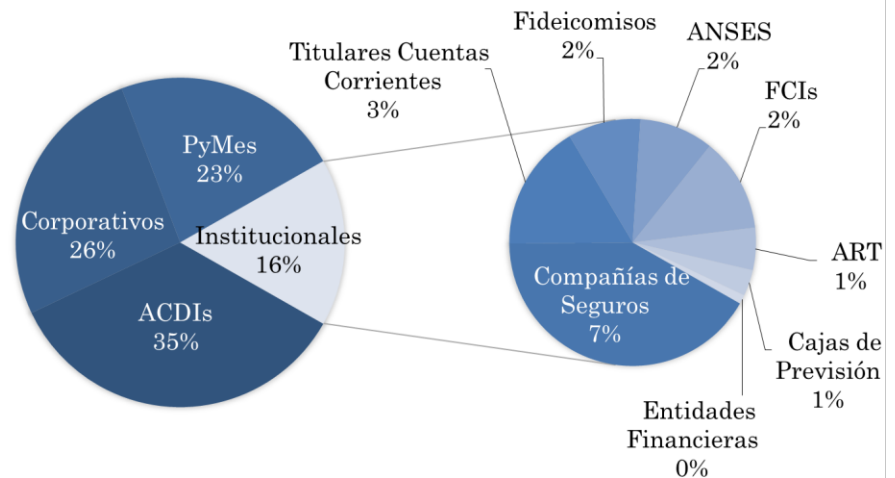 PyMes
23%
Corporativos
26%
Institucionales
16%
ACDIs
35%
Titulares Cuentas
Corrientes
3%
Fideicomisos
2%
ANSES
2%
FCIs
2%
ART
1%
Cajas de
Previsión
1%
Entidades
Financieras
0%
Compañías de
Seguros
7%